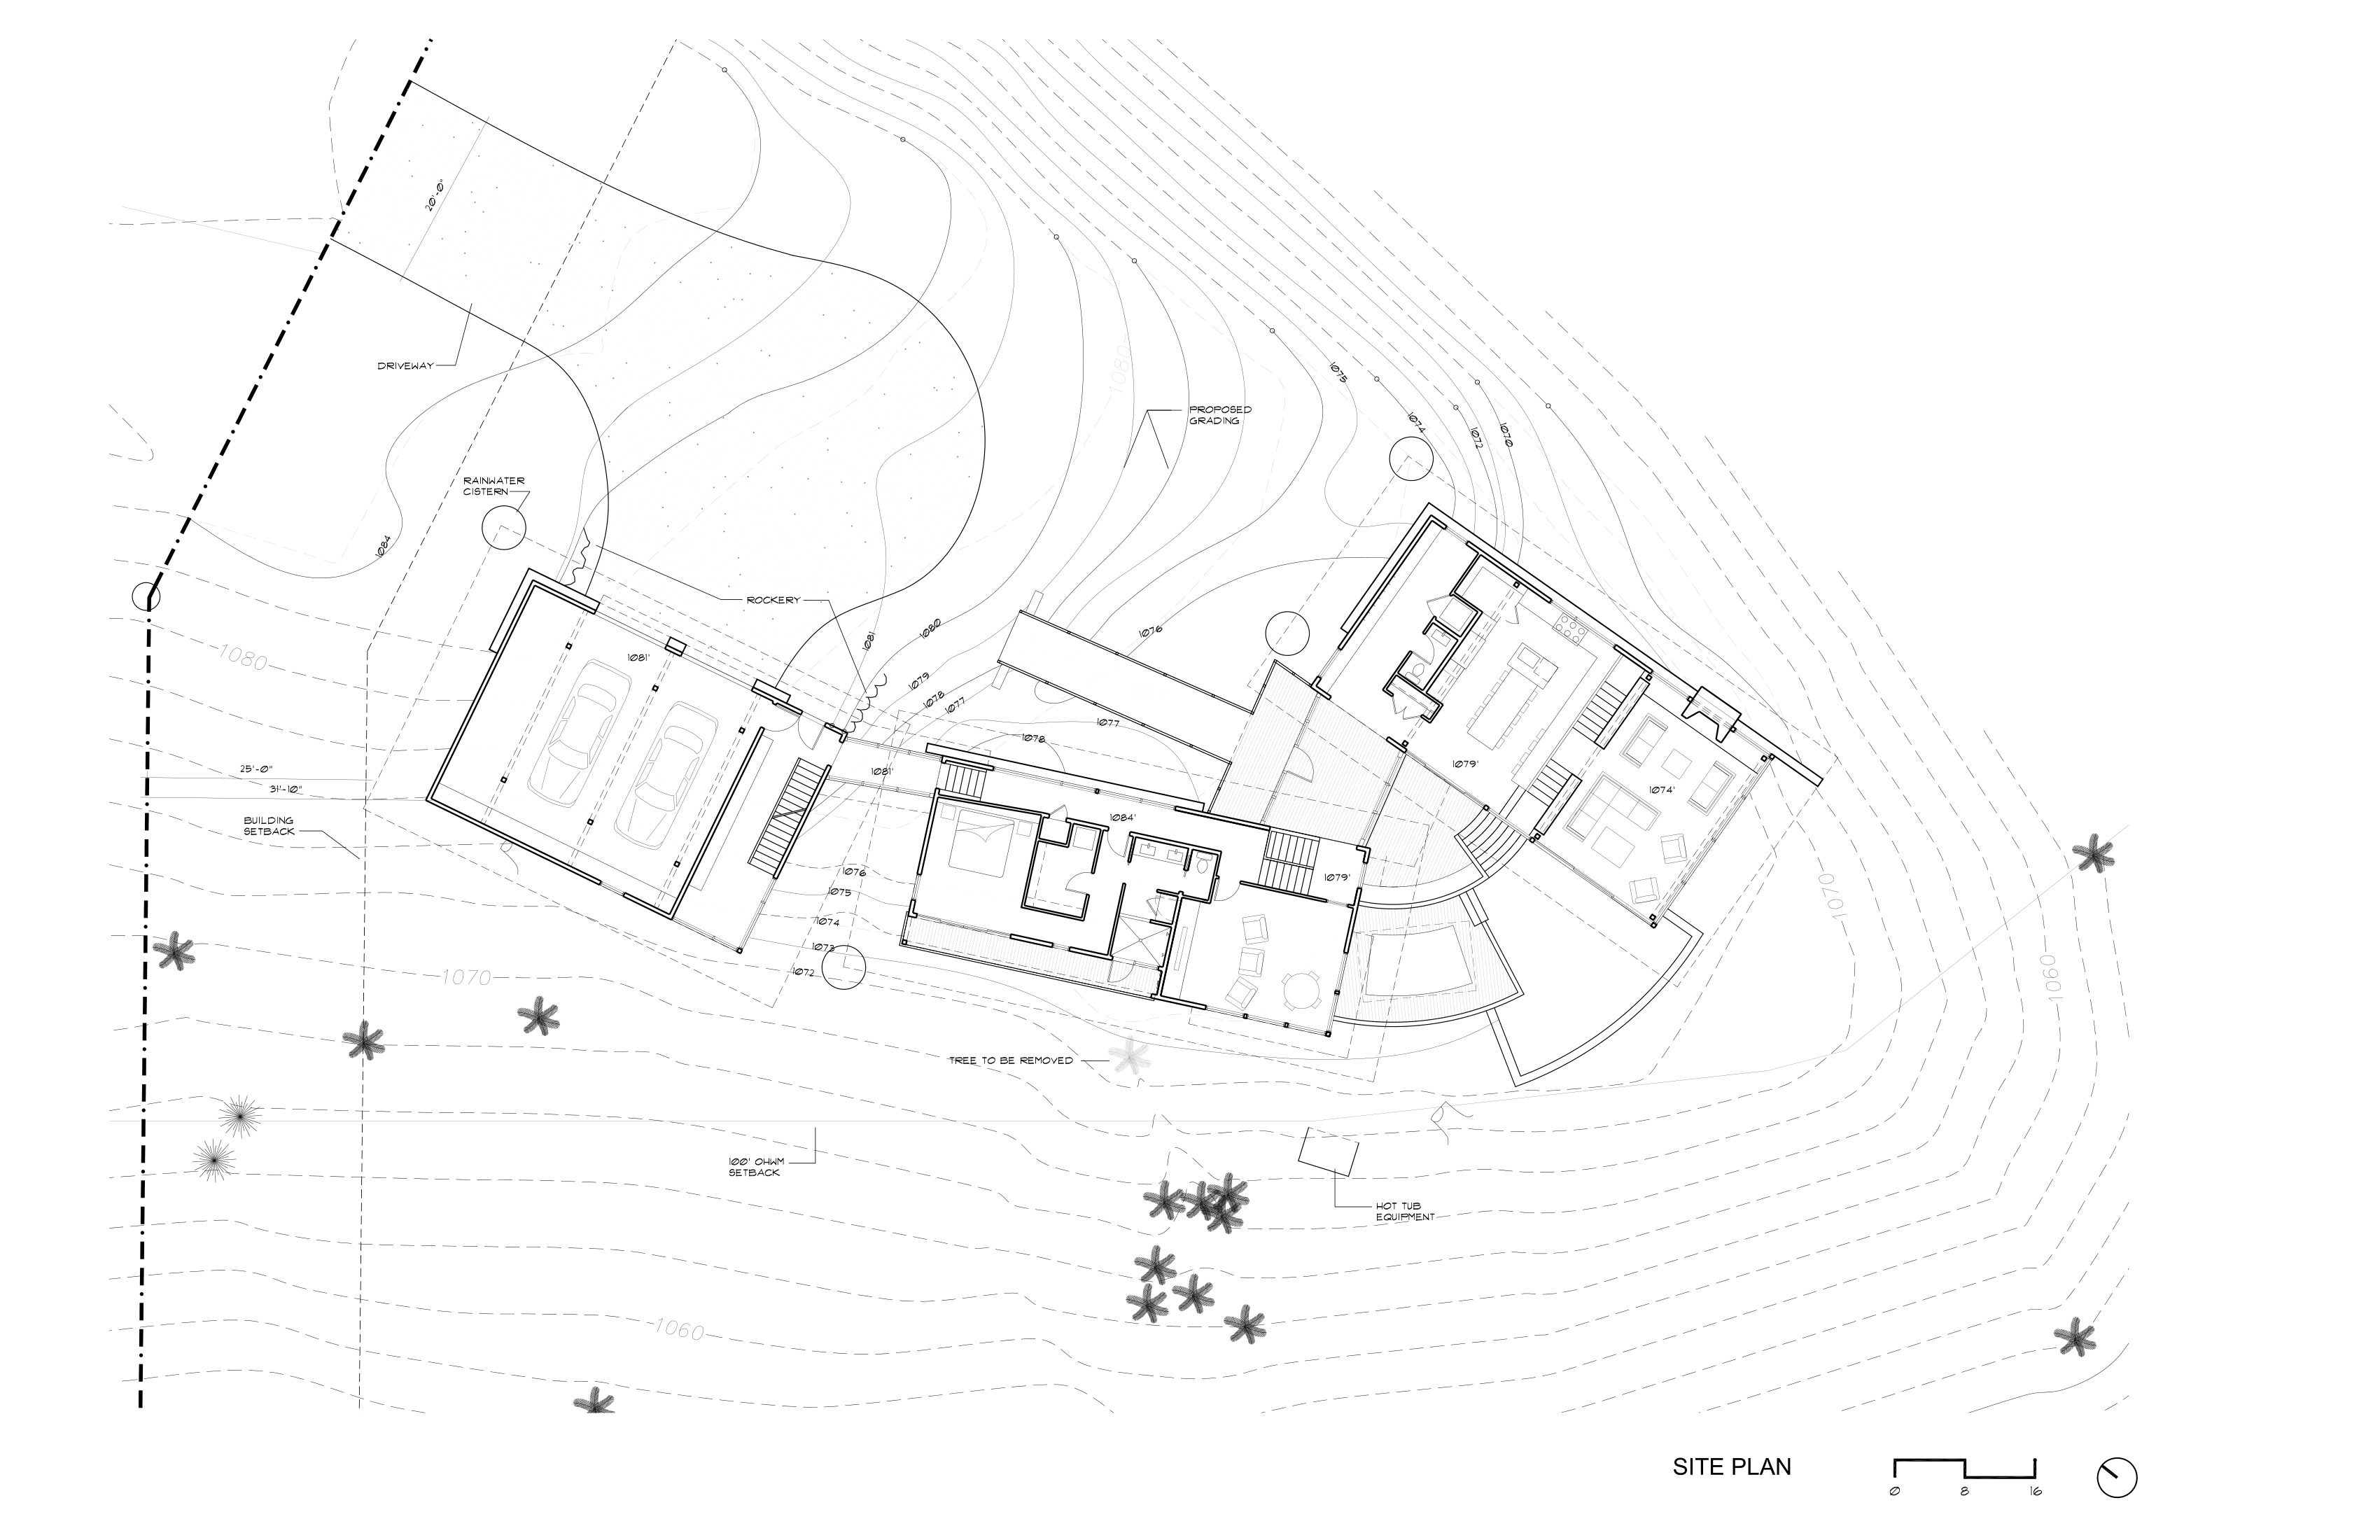 20'-0"
DRIVEWAY
1080
1075
PROPOSED
GRADING
1074
1072
1070
RAINWATER
CISTERN
1084
ROCKERY
1081
1080
1076
1080
1081'
1079
1078
1077
1077
1078
1081'
1079'
1074'
25'-0"
31'-10"
BUILDING
SETBACK
1084'
1076
1075
1079'
1074
1073
1072
1070
1070
1060
TREE TO BE REMOVED
100' OHWM
SETBACK
HOT TUB
EQUIPMENT
1060
SITE PLAN
0 8 16